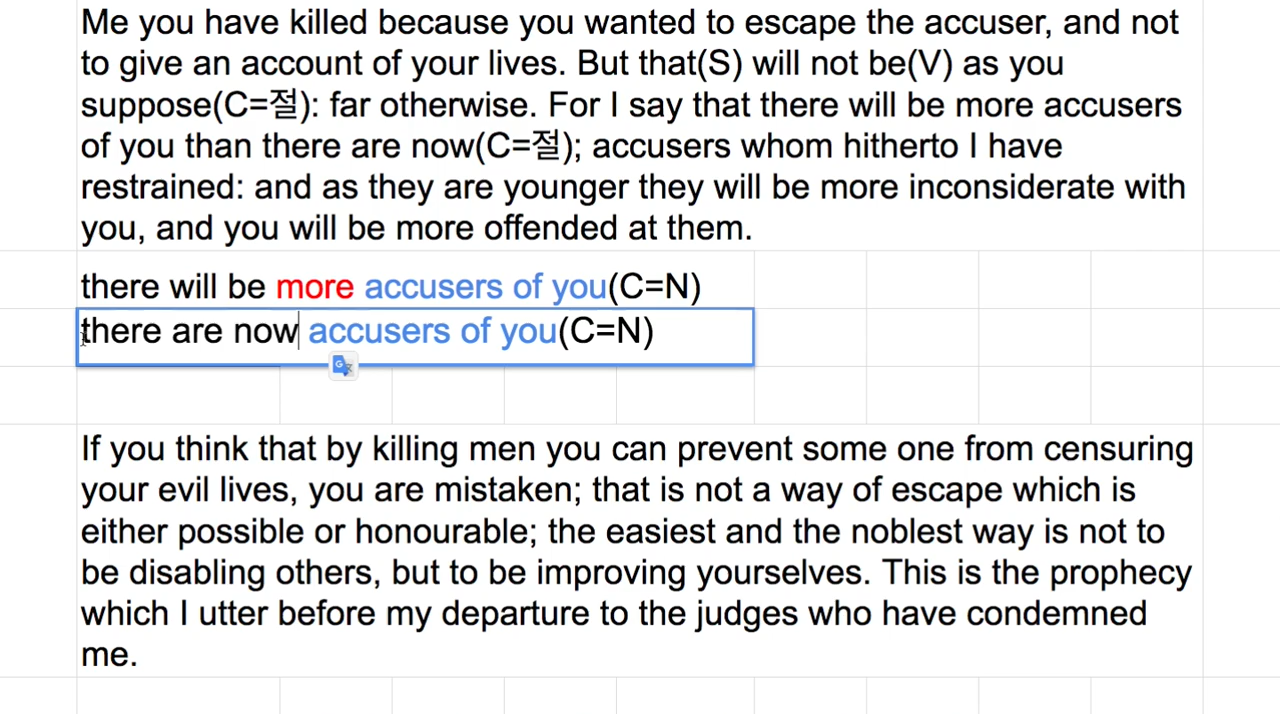 Me you have killed because you wanted to escape the accuser, and not
to give an account of your lives. But that(S) will not be(V) as you
suppose(C=절): far otherwise. For I say that there will be more accusers
of you than there are now(C=절); accusers whom hitherto I have
restrained: and as they are younger they will be more inconsiderate with
you, and you will be more offended at them.
there will be more accusers of you(C=N)
there are now accusers of you(C=N)
If you think that by killing men you can prevent some one from censuring
your evil lives, you are mistaken; that is not a way of escape which is
either possible or honourable; the easiest and the noblest way is not to
be disabling others, but to be improving yourselves. This is the prophecy
which I utter before my departure to the judges who have condemned
me.